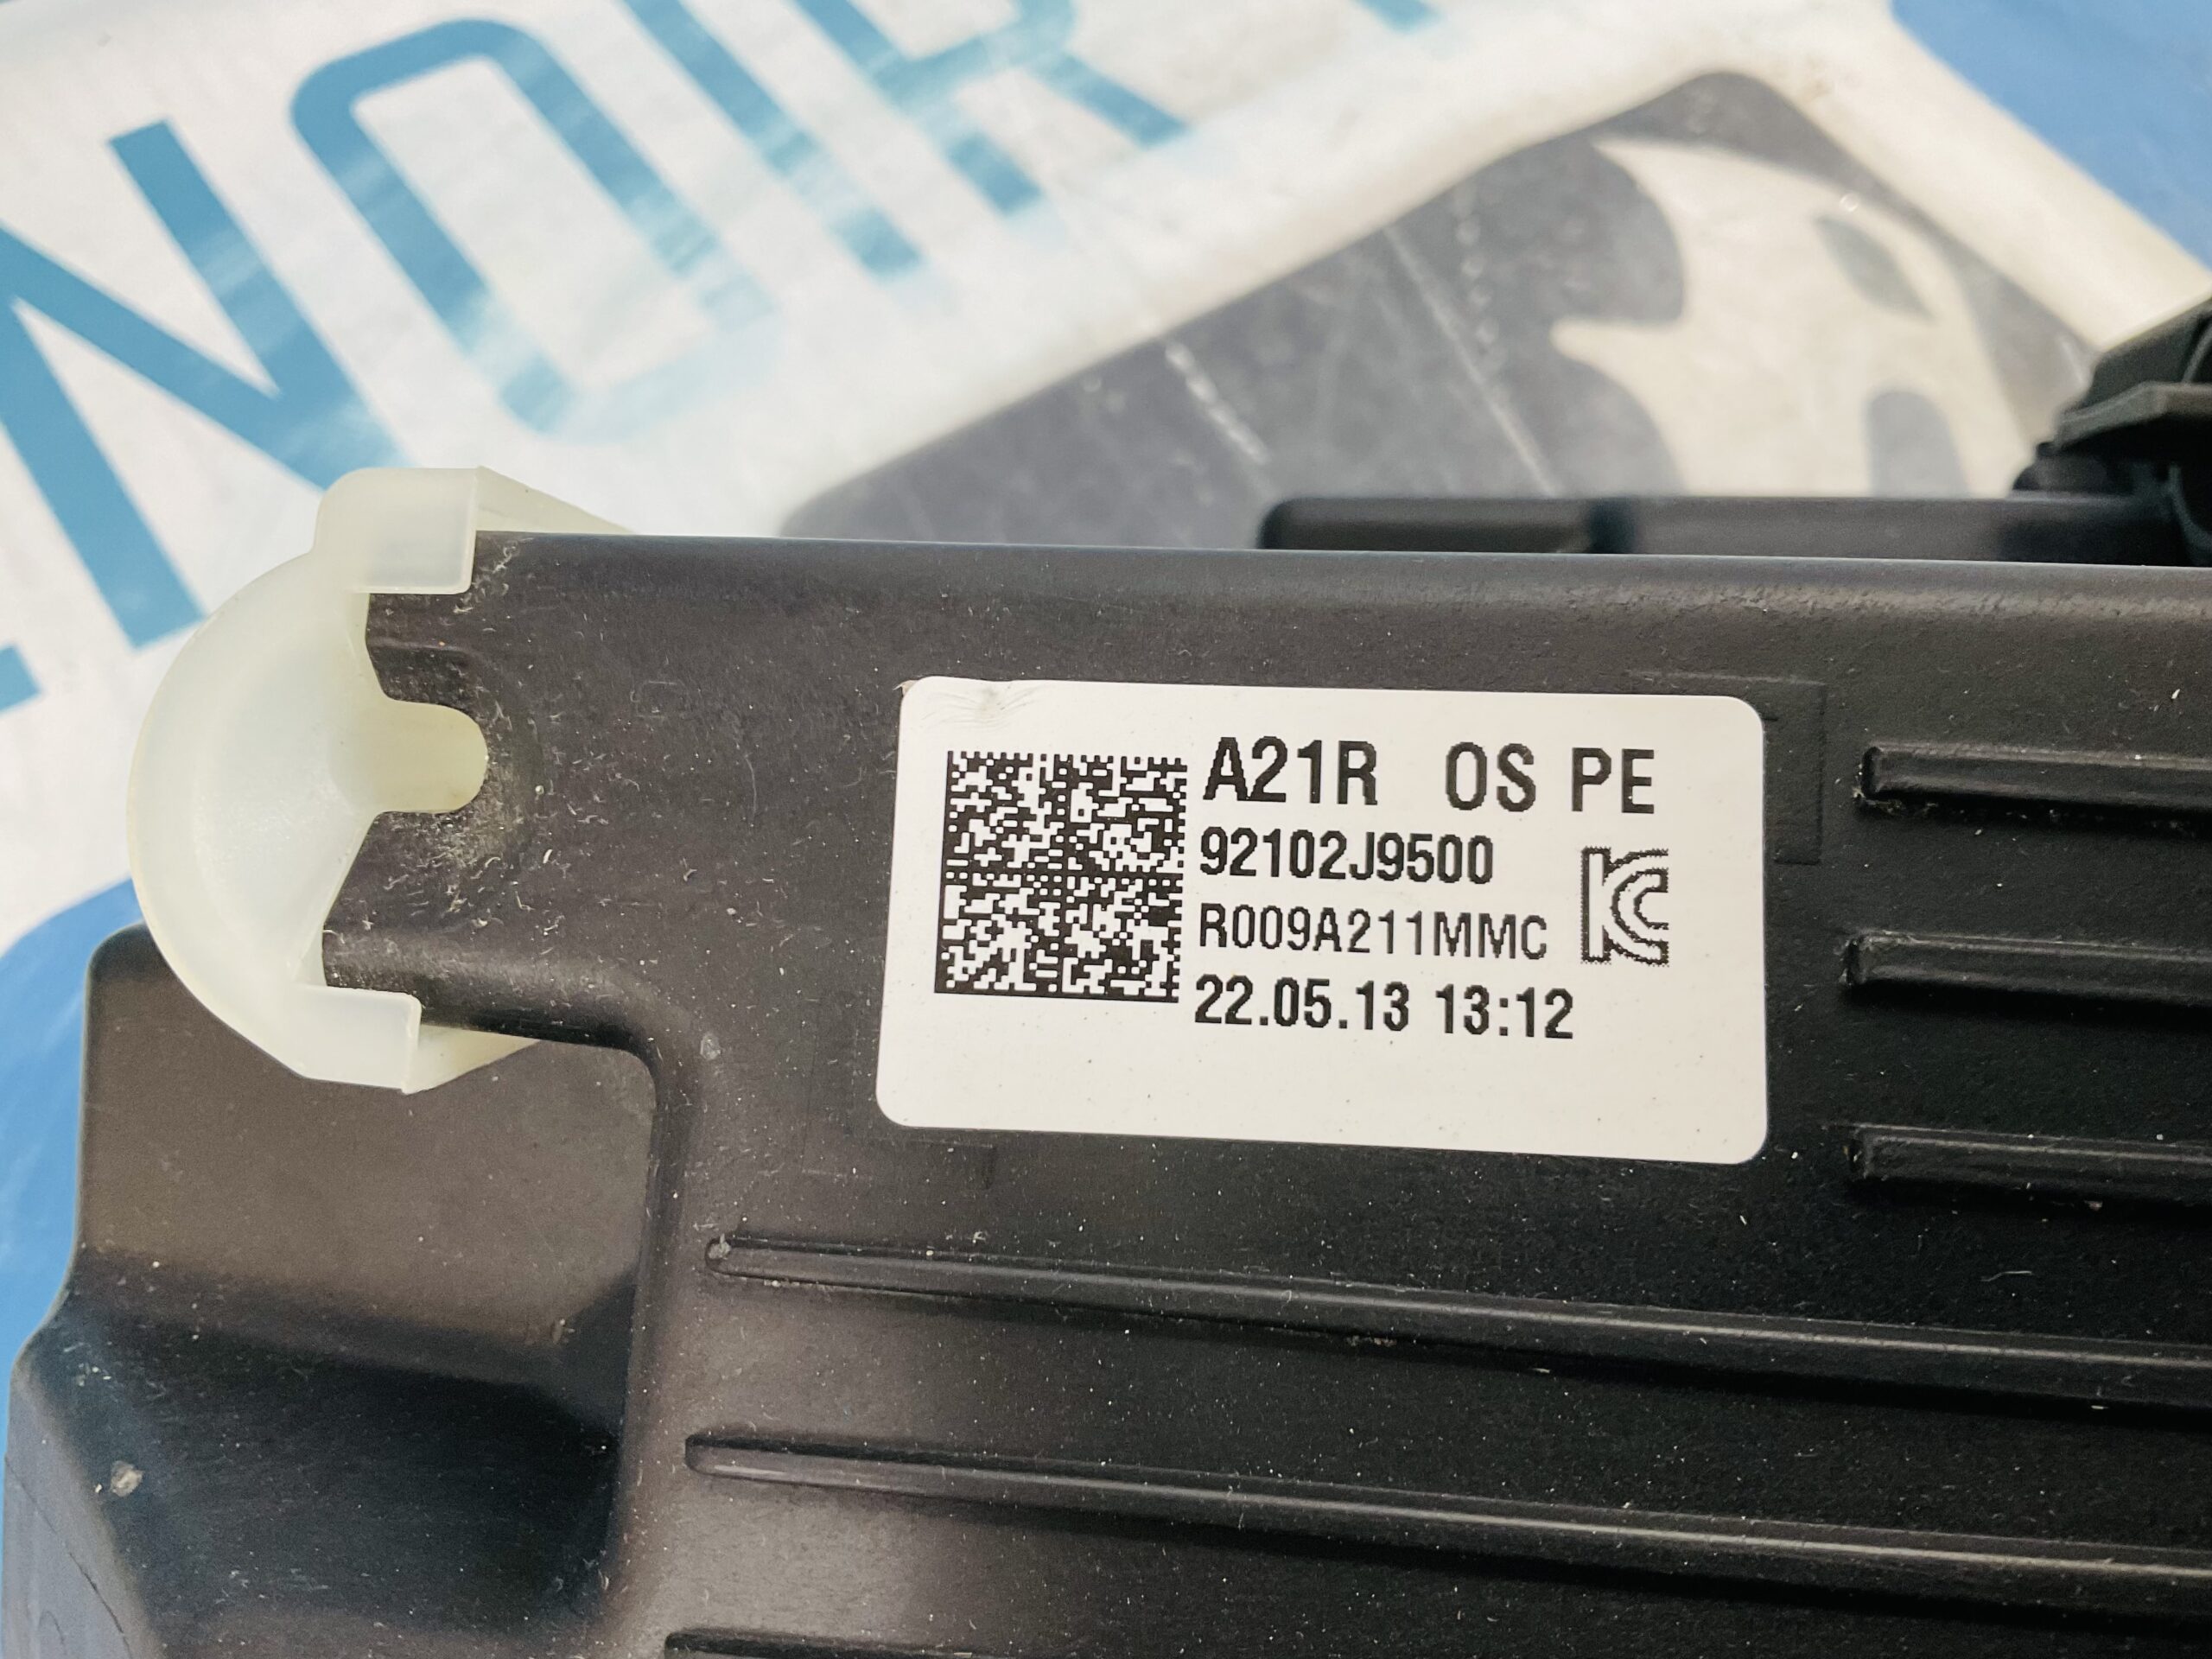 A21R OS PE
92102J9500
R009A211MMC
22.05.13 13:12